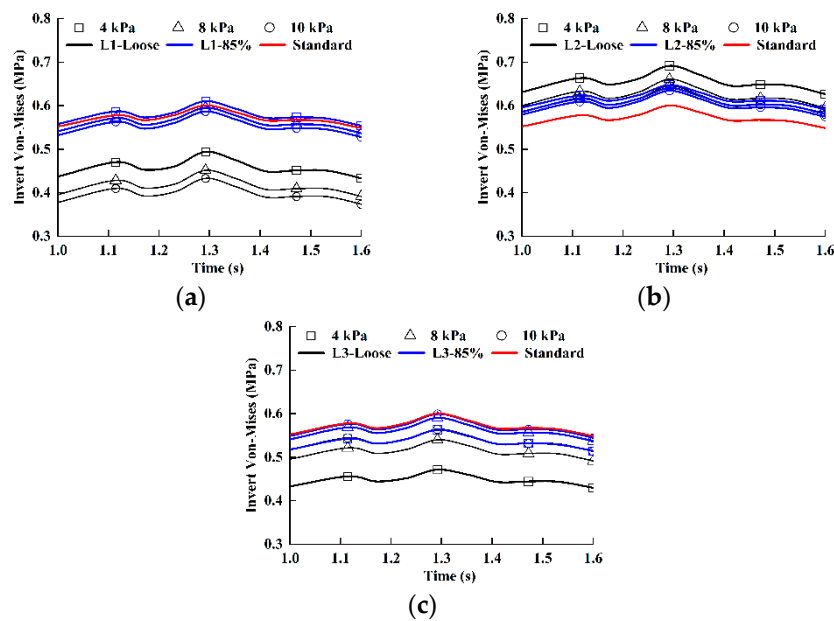 4 kPa 8 kPa 10 kPa
L1-Loose L1-85% Standard
Invert Von-Mises (MPa)
0.8
0.7
0.6
0.5
0.4
0.3
1.0 1.1 1.2 1.3 1.4 1.5 1.6
Time (s)
(a)
4 kPa 8 kPa 10 kPa
L2-Loose L2-85% Standard
Invert Von-Mises (MPa)
0.8
0.7
0.6
0.5
0.4
0.3
1.0 1.1 1.2 1.3 1.4 1.5 1.6
Time (s)
(b)
4 kPa 8 kPa 10 kPa
L3-Loose L3-85% Standard
Invert Von-Mises (MPa)
0.8
0.7
0.6
0.5
0.4
0.3
1.0 1.1 1.2 1.3 1.4 1.5 1.6
Time (s)
(c)